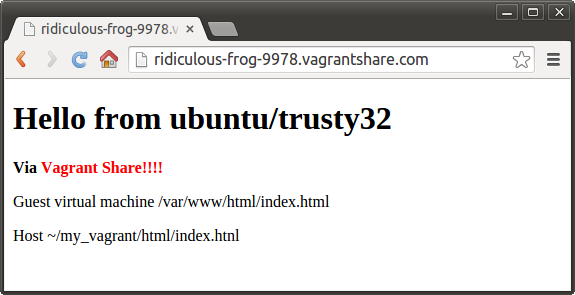 ridiculous-frog-9978.v
ridiculous-frog-9978.vagrantshare.com
Hello from ubuntu/trusty32
Via Vagrant Share!!!!
Guest virtual machine /var/www/html/index.html
Host ~/my_vagrant/html/index.htnl